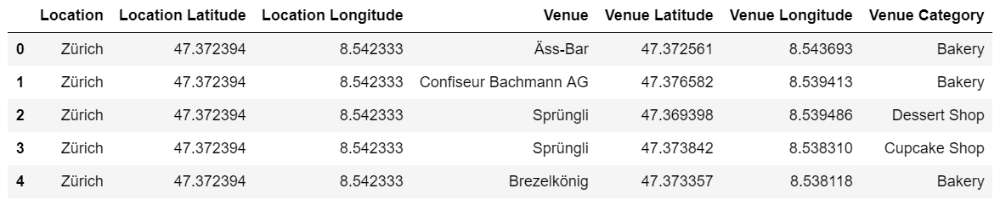 Location Location Latitude Location Longitude Venue Venue Latitude Venue Longitude Venue Category
0 Zürich 47.372394 8.542333 Äss-Bar 47.372561 8.543693 Bakery
1 Zürich 47.372394 8.542333 Confiseur Bachmann AG 47.376582 8.539413 Bakery
2 Zürich 47.372394 8.542333 Sprüngli 47.369398 8.539486 Dessert Shop
3 Zürich 47.372394 8.542333 Sprüngli 47.373842 8.538310 Cupcake Shop
4 Zürich 47.372394 8.542333 Brezelkönig 47.373357 8.538118 Bakery